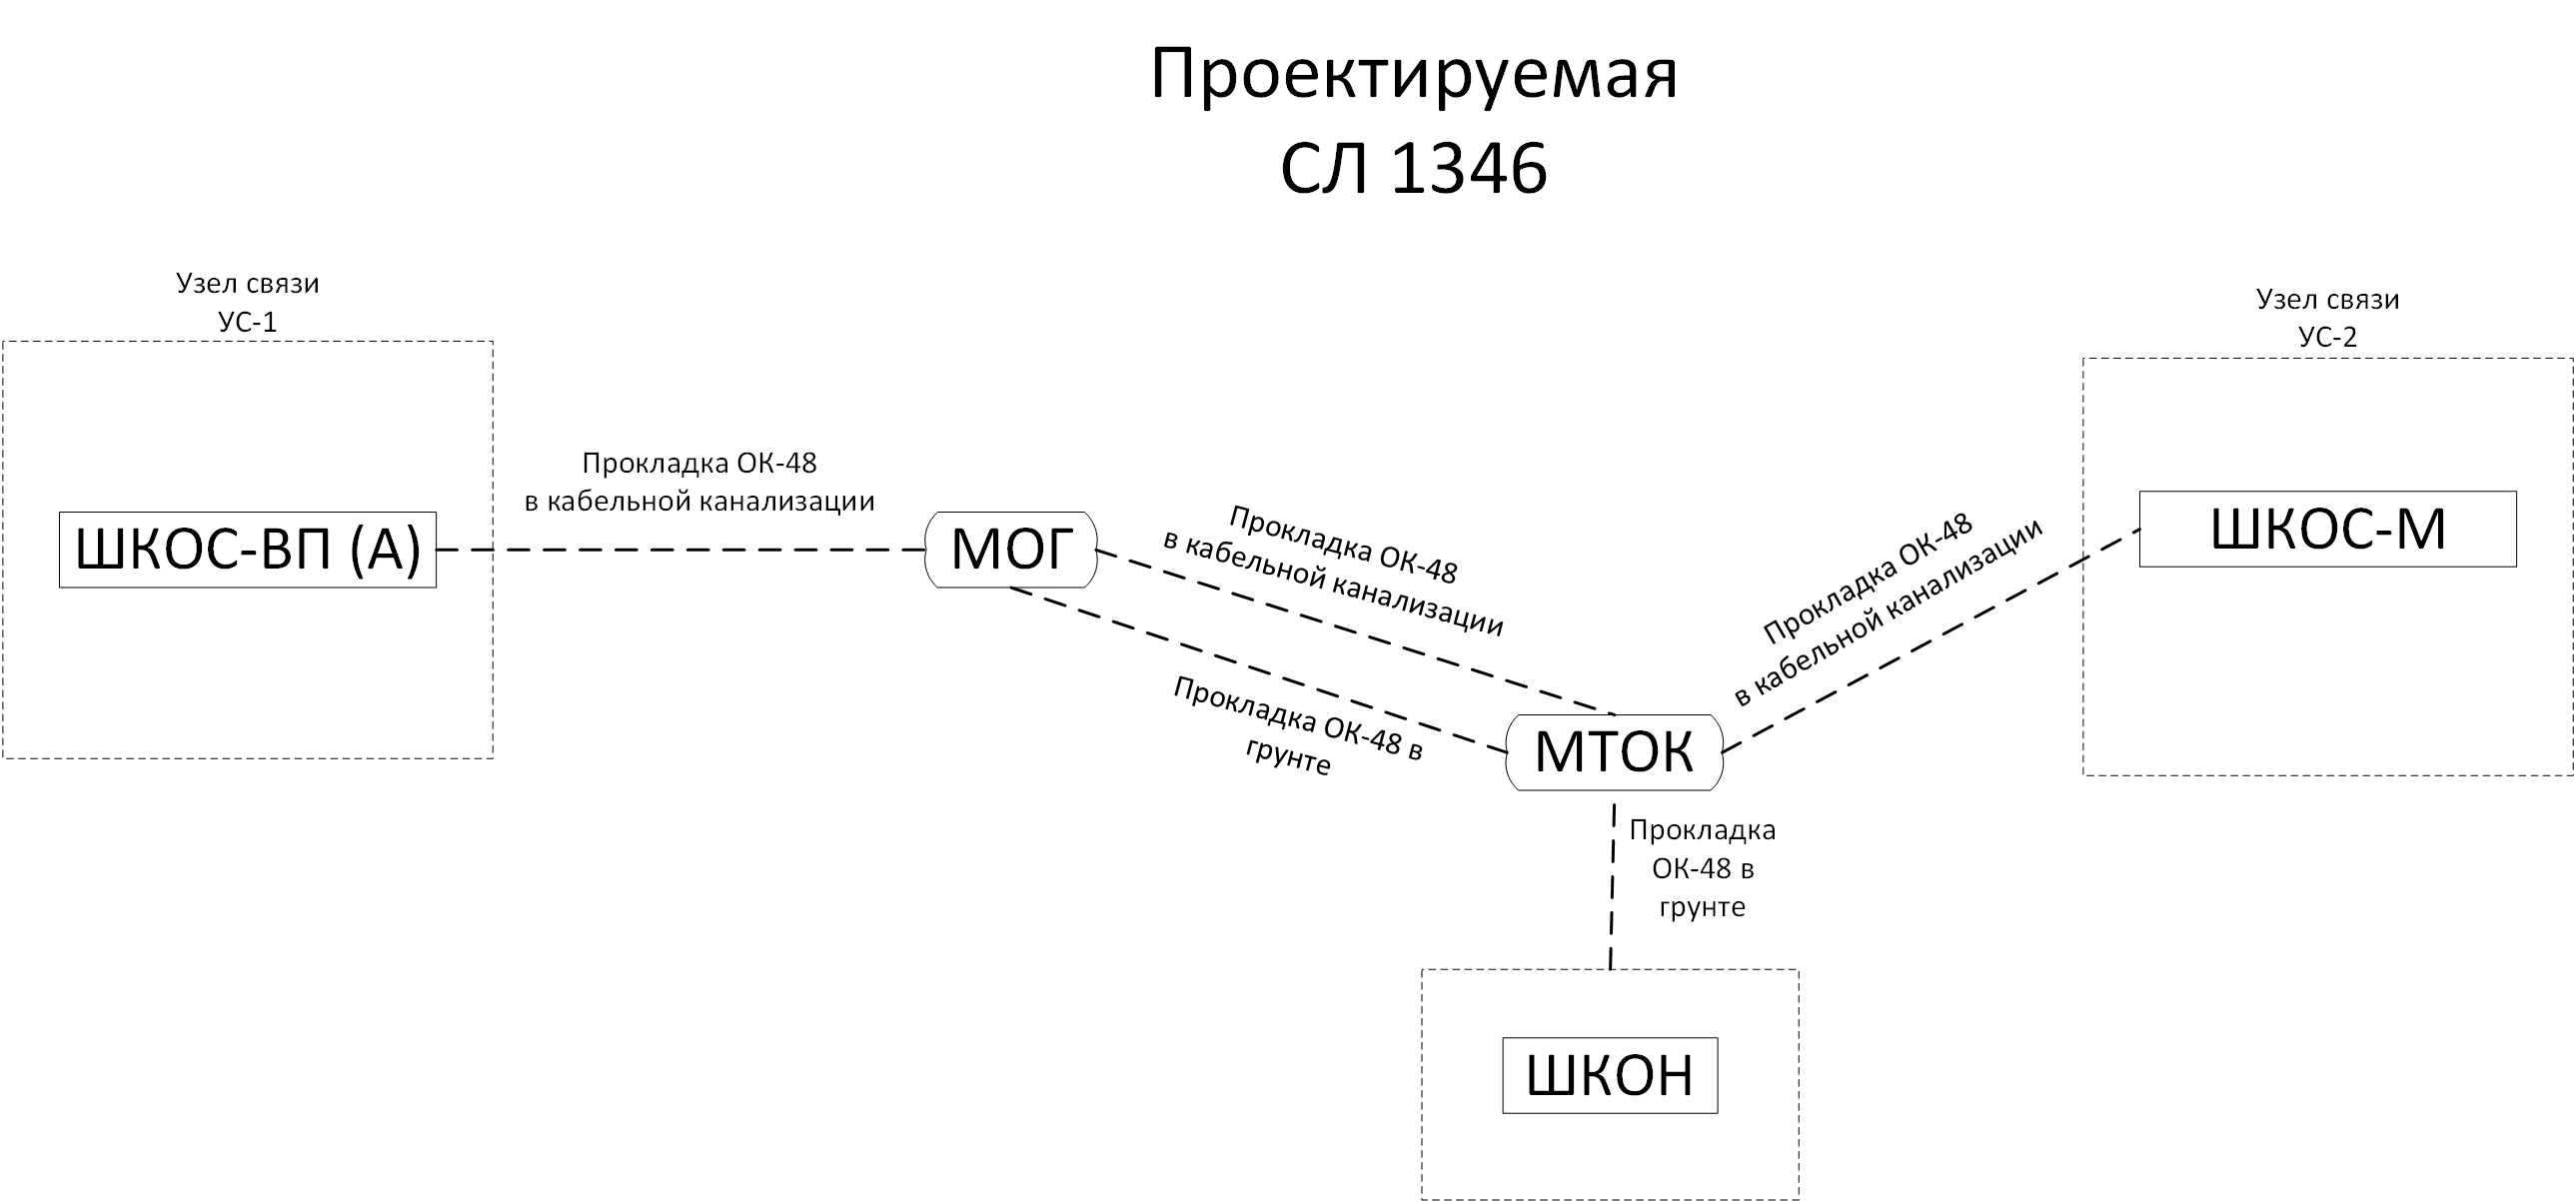 Проектируемая
СЛ 1346
Узел связи
УС-1
Узел связи
УС-2
Прокладка ОК-48
в кабельной канализации
ШКОС-ВП (А)
МОГ
Прокладка ОК-48
в кабельной канализации
Прокладка ОК-48
в кабельной канализации
ШКОС-М
Прокладка ОК-48 в
грунте
МТОК
Прокладка
ОК-48 в
грунте
ШКОН